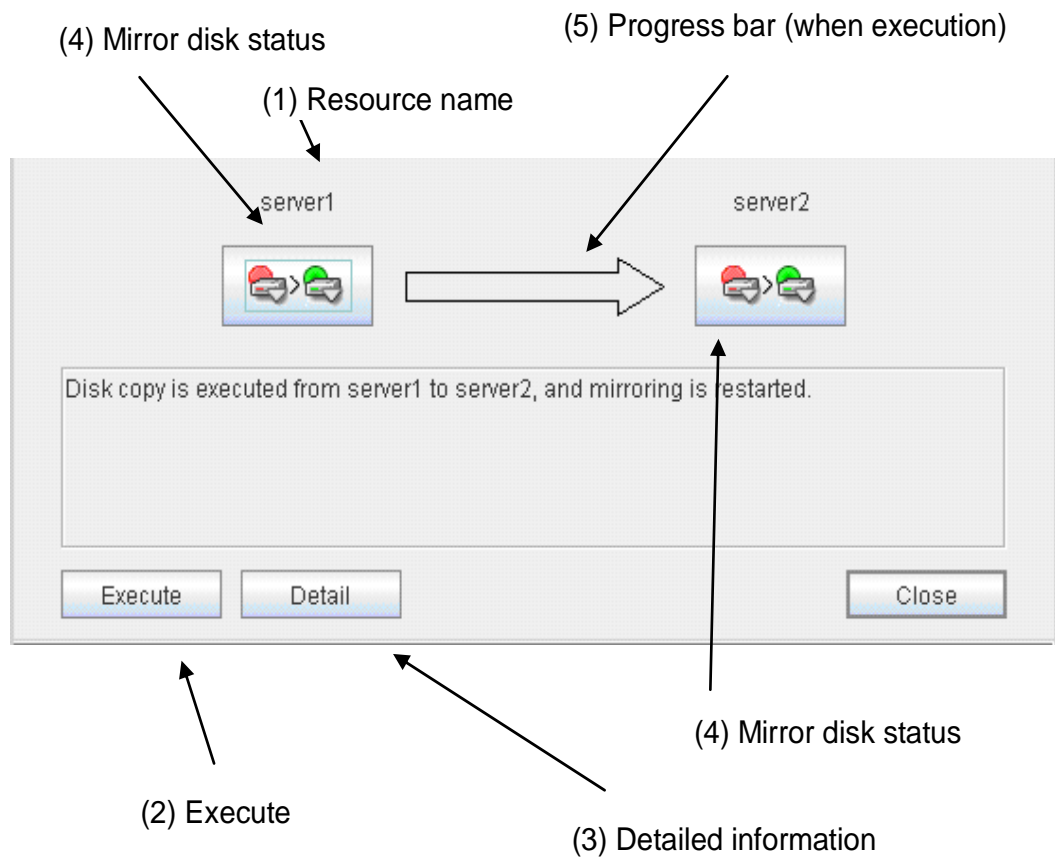 (5) Progress bar (when execution)
(4) Mirror disk status
(1) Resource name
server1
server2
Disk copy is executed from server1 to server2, and mirroring is restarted.
Execute
Detail
Close
(4) Mirror disk status
(2) Execute
(3) Detailed information